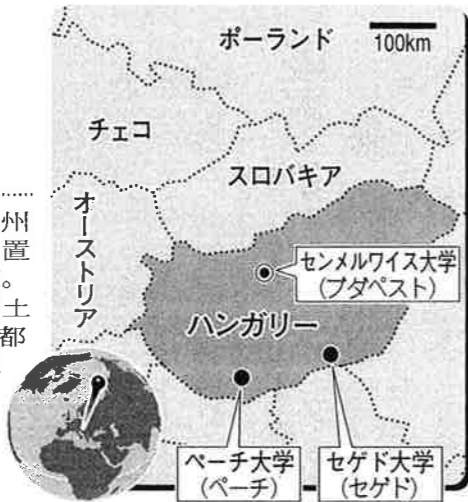 ポーランド
100km
チェコ
スロバキア
オーストリア
センメルワイス大学
(ブダペスト)
ハンガリー
ペーチ大学
(ペーチ)
セゲド大学
(セゲド)
州
置
。
土
都